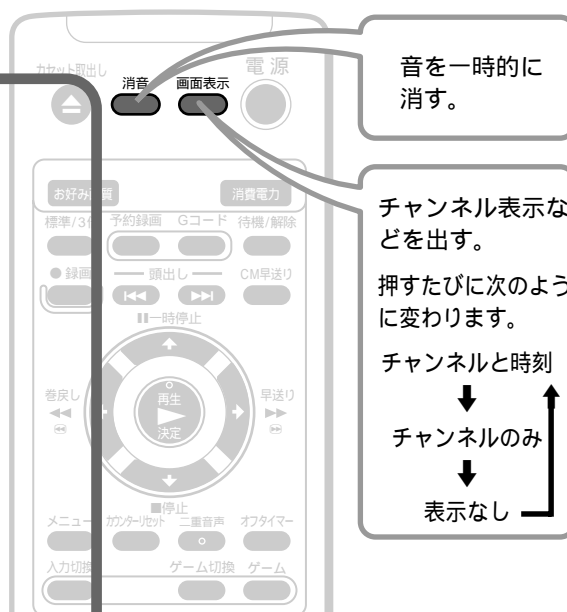 カセット取出し
消音
画面表示
電源
お好み画質
消費電力
標準/3倍
予約録画
Gコード
待機/解除
●録画
頭出し
CM早送り
一時停止
巻戻し
再生
決定
早送り
■停止
メニュー
カウンターリセット
二重音声
オフタイマー
入力切換
ゲーム切換
ゲーム
音を一時的に
消す。
チャンネル表示な
どを出す。
押すたびに次のよう
に変わります。
チャンネルと時刻
チャンネルのみ
表示なし